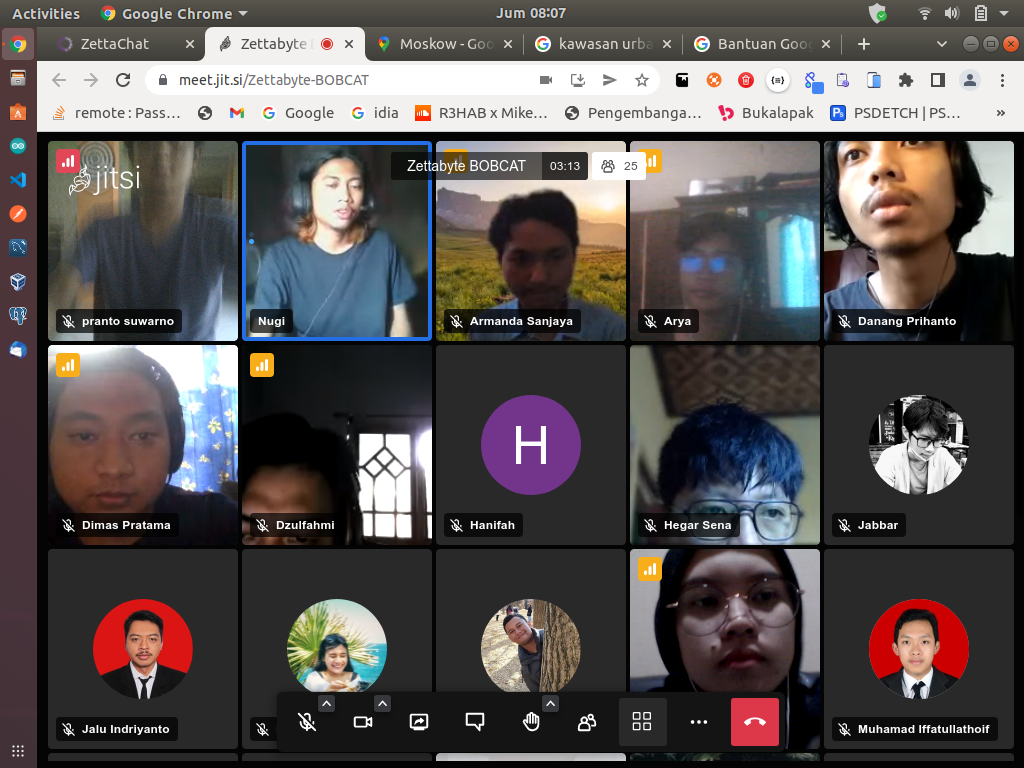 Activities
Google Chrome
Jum 08:07
ZettaChat
Zettabyte
Moskow - Goo
kawasan urba
Bantuan Goog
meet.jit.si/Zettabyte-BOBCAT
remote : Pass…
Google
idia
R3HAB x Mike…
Pengembanga…
Bukalapak
Ps
PSDETCH | PS…
»
jitsi
Zettabyte BOBCAT
03:13
25
pranto suwarno
Nugi
Armanda Sanjaya
Arya
Danang Prihanto
H
Dimas Pratama
Dzulfahmi
Hanifah
Hegar Sena
Jabbar
Jalu Indriyanto
Muhamad Iffatullathoif